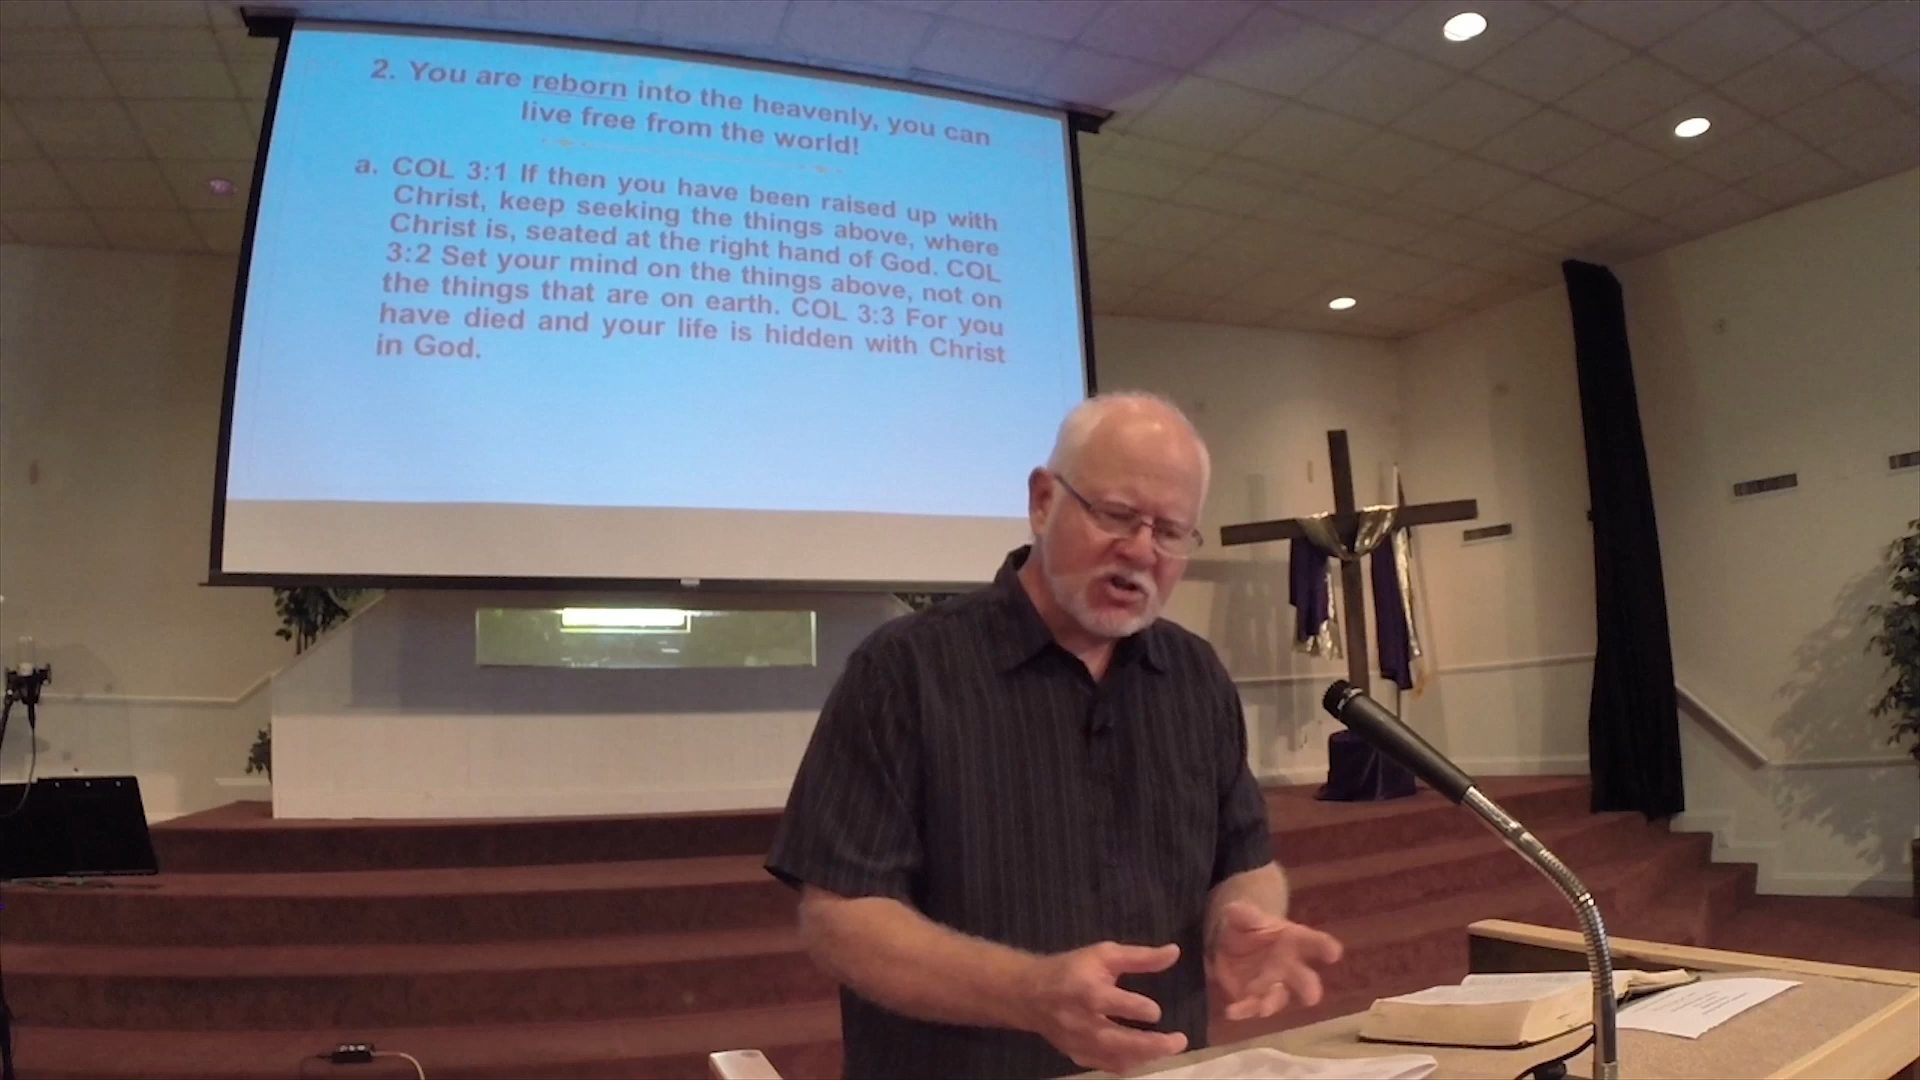 2. You are reborn into the heavenly, you can
live free from the world!
a. COL 3:1 If then you have been raised up with
Christ, keep seeking the things above, where
Christ is, seated at the right hand of God. COL
3:2 Set your mind on the things above, not on
the things that are on earth. COL 3:3 For you
have died and your life is hidden with Christ
in God.